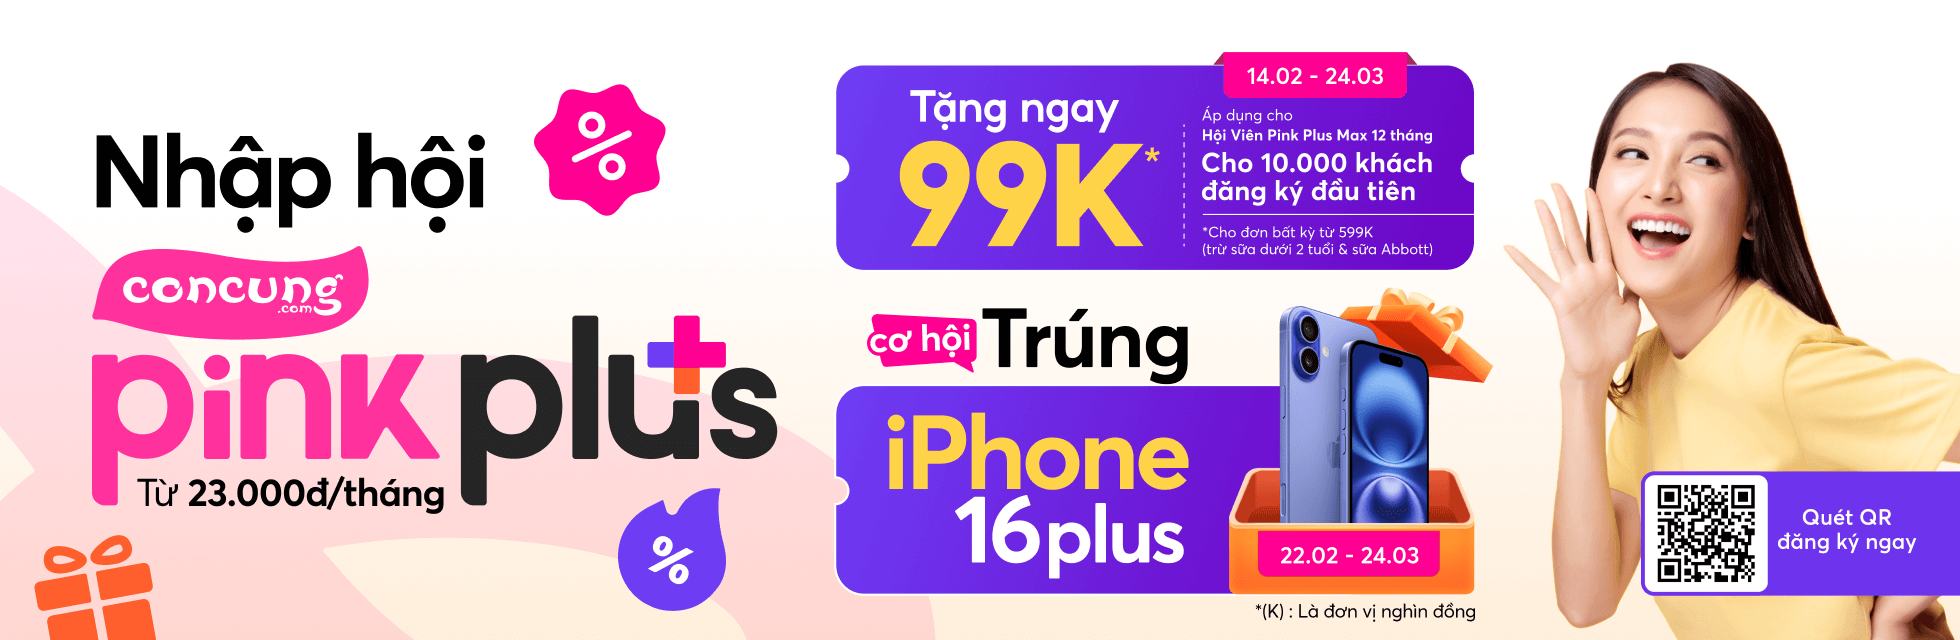 Nhập hội
concung
.com
pink plus
Từ 23.000đ/tháng
%
%
14.02 - 24.03
Tặng ngay
99K*
Áp dụng cho
Hội Viên Pink Plus Max 12 tháng
Cho 10.000 khách
đăng ký đầu tiên
*Cho đơn bất kỳ từ 599K
(trừ sữa dưới 2 tuổi & sữa Abbott)
cơ hội Trúng
iPhone
16 plus
22.02 - 24.03
*(K) : Là đơn vị nghìn đồng
Quét QR
đăng ký ngay